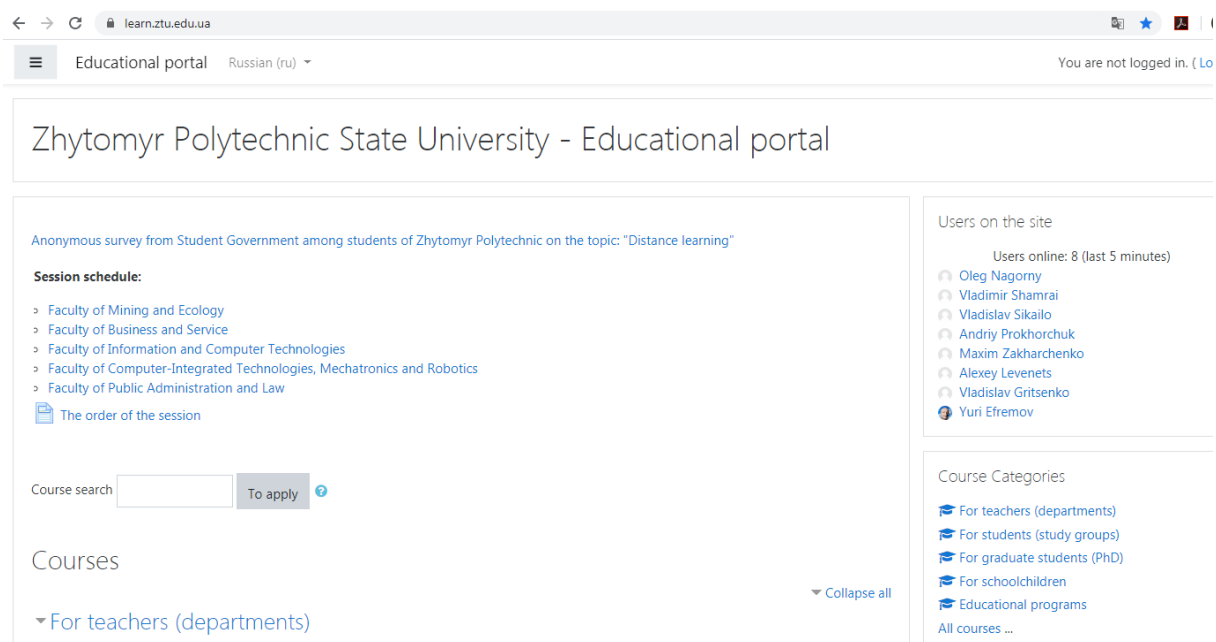 learn.ztu.edu.ua
Educational portal Russian (ru)
You are not logged in. ( Lo
Zhytomyr Polytechnic State University - Educational portal
Anonymous survey from Student Government among students of Zhytomyr Polytechnic on the topic: "Distance learning"
Session schedule:
Faculty of Mining and Ecology
Faculty of Business and Service
Faculty of Information and Computer Technologies
Faculty of Computer-Integrated Technologies, Mechatronics and Robotics
Faculty of Public Administration and Law
The order of the session
Course search To apply ?
Courses
Collapse all
For teachers (departments)
Users on the site
Users online: 8 (last 5 minutes)
Oleg Nagorny
Vladimir Shamrai
Vladislav Sikailo
Andriy Prokhorchuk
Maxim Zakharchenko
Alexey Levenets
Vladislav Gritsenko
Yuri Efremov
Course Categories
For teachers (departments)
For students (study groups)
For graduate students (PhD)
For schoolchildren
Educational programs
All courses ...